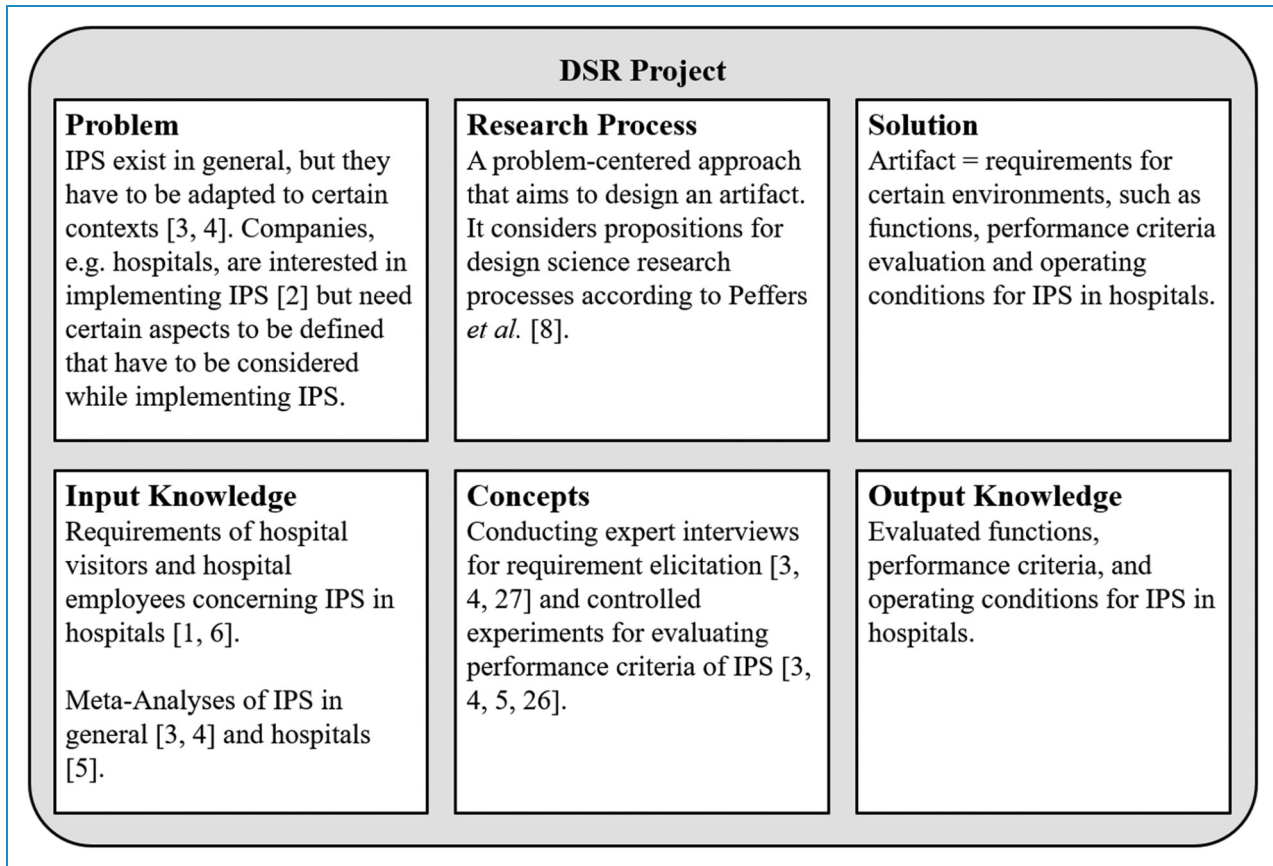 DSR Project
Problem
IPS exist in general, but they
have to be adapted to certain
contexts [3, 4]. Companies,
e.g. hospitals, are interested in
implementing IPS [2] but need
certain aspects to be defined
that have to be considered
while implementing IPS.
Research Process
A problem-centered approach
that aims to design an artifact.
It considers propositions for
design science research
processes according to Peffers
et al. [8].
Solution
Artifact = requirements for
certain environments, such as
functions, performance criteria
evaluation and operating
conditions for IPS in hospitals.
Input Knowledge
Requirements of hospital
visitors and hospital
employees concerning IPS in
hospitals [1, 6].
Meta-Analyses of IPS in
general [3, 4] and hospitals
[5].
Concepts
Conducting expert interviews
for requirement elicitation [3,
4, 27] and controlled
experiments for evaluating
performance criteria of IPS [3,
4, 5, 26].
Output Knowledge
Evaluated functions,
performance criteria, and
operating conditions for IPS in
hospitals.